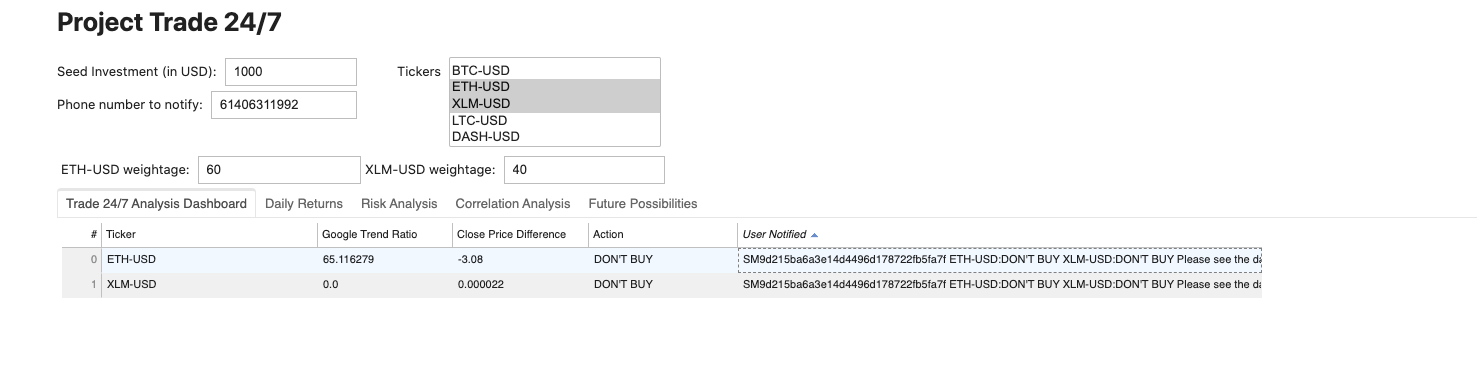 Project Trade 24/7
Seed Investment (in USD): 1000
Tickers
BTC-USD
ETH-USD
XLM-USD
LTC-USD
DASH-USD
Phone number to notify: 61406311992
ETH-USD weightage: 60 XLM-USD weightage: 40
Trade 24/7 Analysis Dashboard Daily Returns Risk Analysis Correlation Analysis Future Possibilities
# Ticker Google Trend Ratio Close Price Difference Action User Notified
0 ETH-USD 65.116279 -3.08 DON'T BUY SM9d215ba6a3e14d4496d178722fb5fa7f ETH-USD:DON'T BUY XLM-USD:DON'T BUY Please see the
1 XLM-USD 0.0 0.000022 DON'T BUY SM9d215ba6a3e14d4496d178722fb5fa7f ETH-USD:DON'T BUY XLM-USD:DON'T BUY Please see the